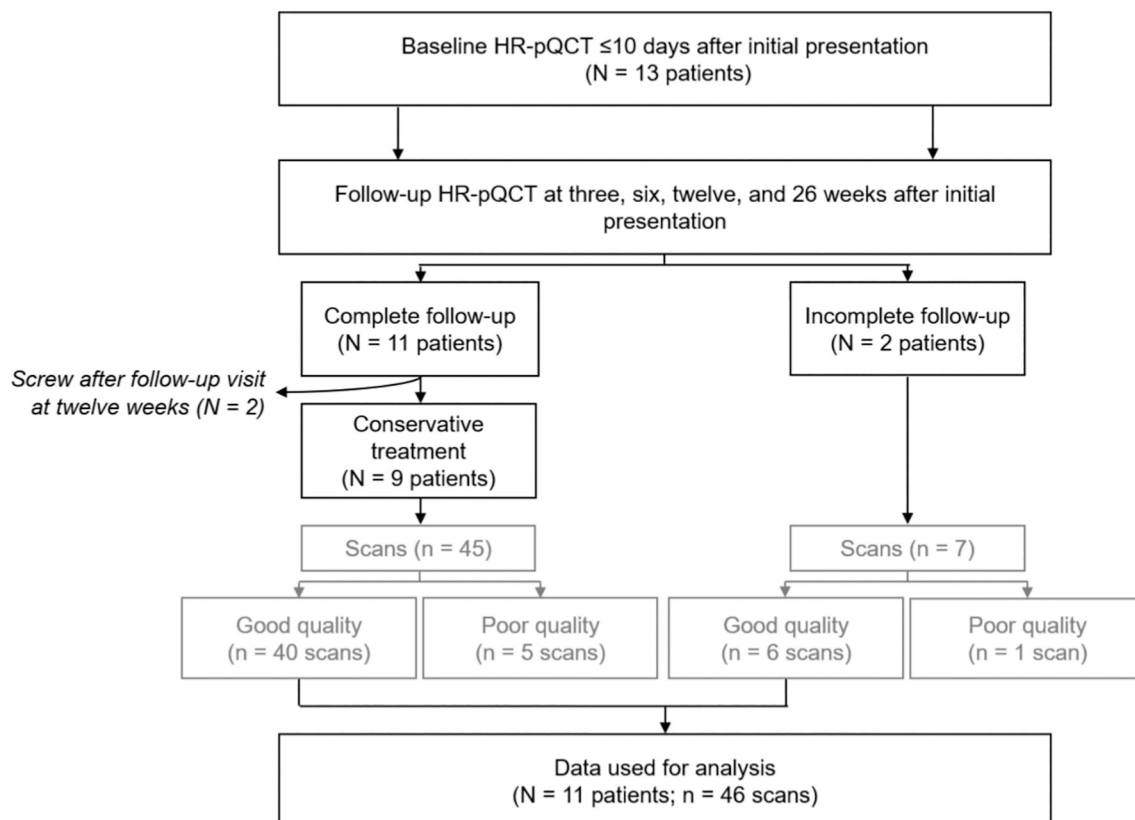 Baseline HR-pQCT ≤10 days after initial presentation
(N = 13 patients)
Follow-up HR-pQCT at three, six, twelve, and 26 weeks after initial
presentation
Complete follow-up
(N = 11 patients)
Incomplete follow-up
(N = 2 patients)
Screw after follow-up visit
at twelve weeks (N = 2)
Conservative
treatment
(N = 9 patients)
Scans (n = 45)
Scans (n = 7)
Good quality
(n = 40 scans)
Poor quality
(n = 5 scans)
Good quality
(n = 6 scans)
Poor quality
(n = 1 scan)
Data used for analysis
(N = 11 patients; n = 46 scans)